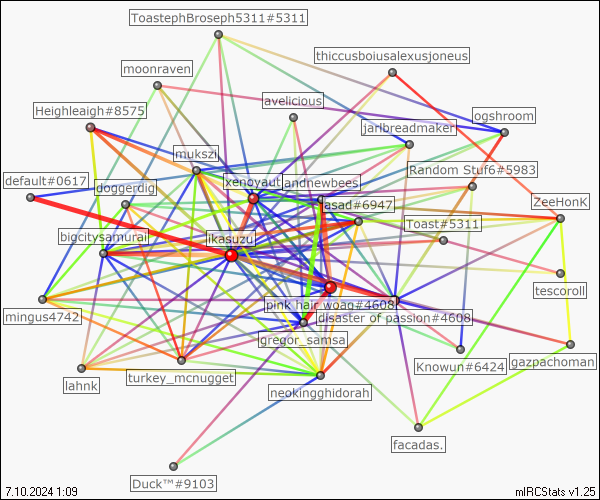 ToastephBroseph5311#5311
thiccusboiusalexusjoneus
moonraven
avelicious
Heighleigh#8575
ogshroom
jarlbreadmaker
mukszi
Random Stuf6#5983
default#0617
doggerdig
xenoyaut
andnewbees
asad#6947
ZeeHonK
Toast#5311
bigcitysamurai
ikasuzu
tescoroll
pink hair woag#4608
mingus4742
disaster of passion#4608
gregor_samsa
gazpachoman
Knowun#6424
lahnk
turkey_mcnugget
neokingghidorah
facadas.
Duck™#9103
7.10.2024 1:09
mIRCStats v1.25